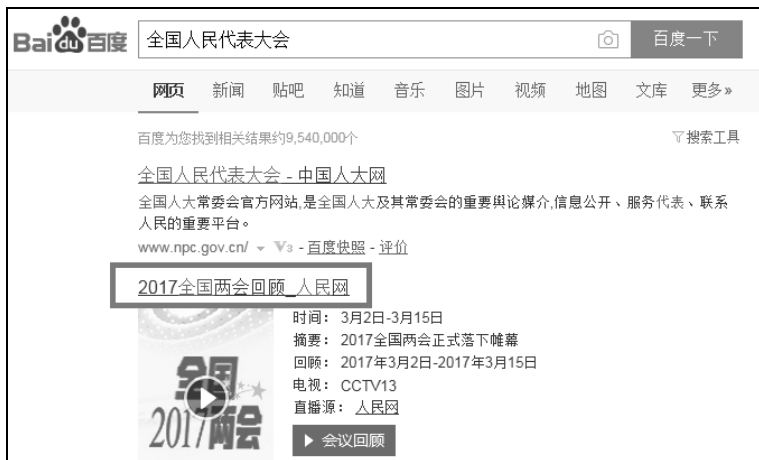 Bai du 百度 全国人民代表大会 百度一下
网页 新闻 贴吧 知道 音乐 图片 视频 地图 文库 更多»
百度为您找到相关结果约9,540,000个 搜索工具
全国人民代表大会 - 中国人大网
全国人大常委会官方网站,是全国人大及其常委会的重要舆论媒介,信息公开、服务代表、联系
人民的重要平台。
www.npc.gov.cn/ V3 - 百度快照 - 评价
2017全国两会回顾_人民网
时间: 3月2日-3月15日
摘要: 2017全国两会正式落下帷幕
回顾: 2017年3月2日-2017年3月15日
电视: CCTV13
直播源: 人民网
会议回顾
全国
2017两会